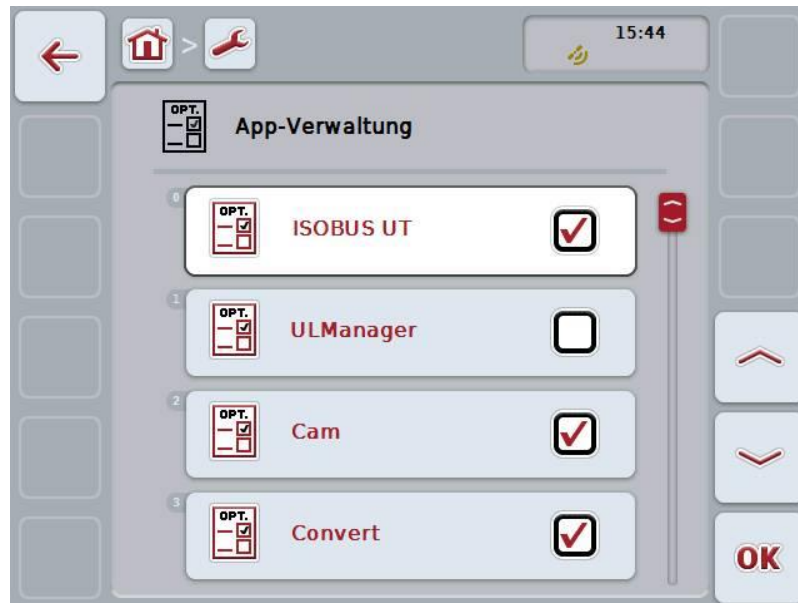 15:44
OPT.
App-Verwaltung
0
OPT.
ISOBUS UT
1
OPT.
ULManager
2
OPT.
Cam
3
OPT.
Convert
OK